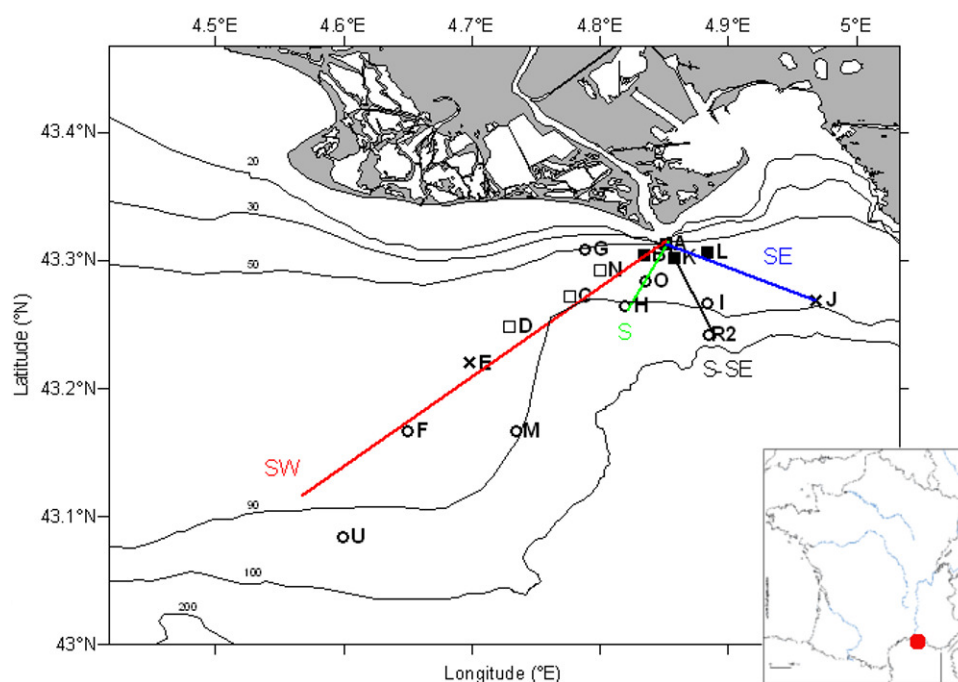 4.5°E 4.6°E 4.7°E 4.8°E 4.9°E 5°E
43.4°N
20
30
A
43.3°N
G
B
K
L
SE
50
N
C
O
J
D
H
I
S
R2
E
S-SE
43.2°N
Latitude (°N)
F
M
SW
90
43.1°N
U
100
200
43°N
Longitude (°E)